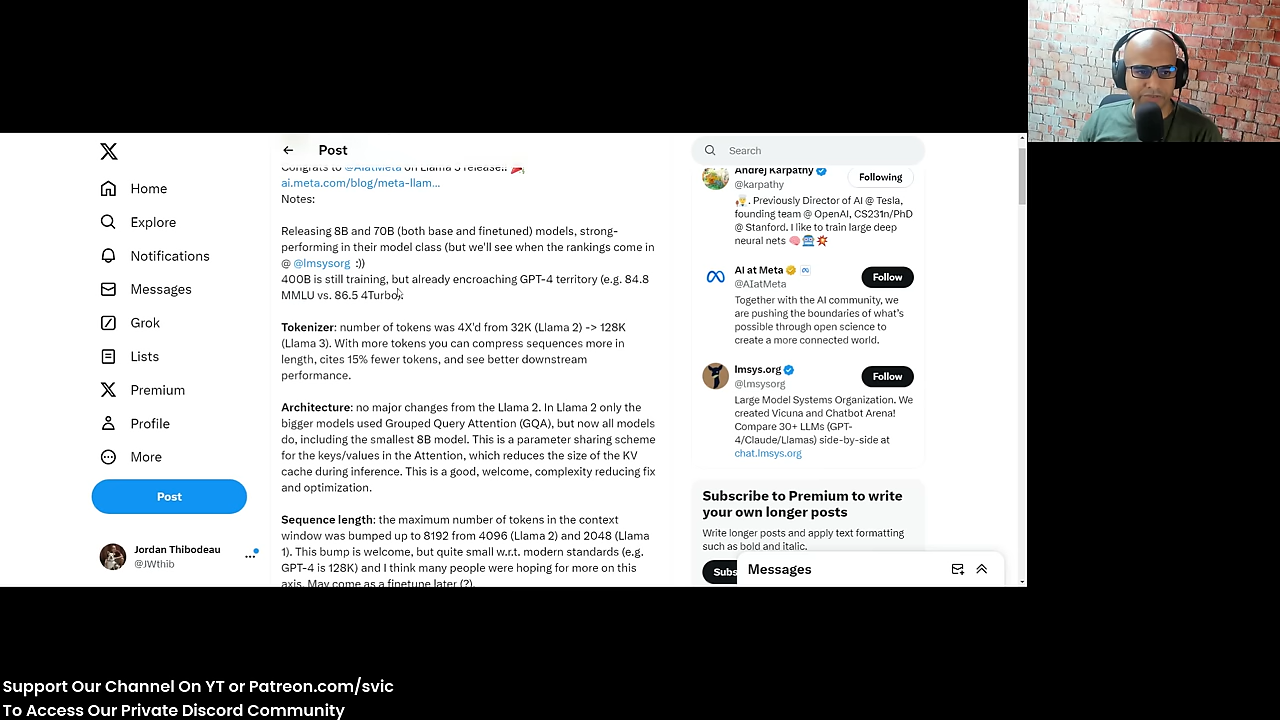 Home
Explore
Notifications
Messages
Grok
Lists
Premium
Profile
More
Post
Jordan Thibodeau
@JWthib
Post
Congrats to @AIatMeta on Llama 3 release!! 🎉
ai.meta.com/blog/meta-llam...
Notes:
Releasing 8B and 70B (both base and finetuned) models, strong-
performing in their model class (but we'll see when the rankings come in
@ @lmsysorg :))
400B is still training, but already encroaching GPT-4 territory (e.g. 84.8
MMLU vs. 86.5 4Turbo).
Tokenizer: number of tokens was 4X'd from 32K (Llama 2) -> 128K
(Llama 3). With more tokens you can compress sequences more in
length, cites 15% fewer tokens, and see better downstream
performance.
Architecture: no major changes from the Llama 2. In Llama 2 only the
bigger models used Grouped Query Attention (GQA), but now all models
do, including the smallest 8B model. This is a parameter sharing scheme
for the keys/values in the Attention, which reduces the size of the KV
cache during inference. This is a good, welcome, complexity reducing fix
and optimization.
Sequence length: the maximum number of tokens in the context
window was bumped up to 8192 from 4096 (Llama 2) and 2048 (Llama
1). This bump is welcome, but quite small w.r.t. modern standards (e.g.
GPT-4 is 128K) and I think many people were hoping for more on this
axis. May come as a finetune later (?).
Search
Andrej Karpathy
@karpathy
Following
🧑‍🍳. Previously Director of AI @ Tesla,
founding team @ OpenAI, CS231n/PhD
@ Stanford. I like to train large deep
neural nets 🧠🤖💥
AI at Meta
@AIatMeta
Follow
Together with the AI community, we
are pushing the boundaries of what's
possible through open science to
create a more connected world.
lmsys.org
@lmsysorg
Follow
Large Model Systems Organization. We
created Vicuna and Chatbot Arena!
Compare 30+ LLMs (GPT-
4/Claude/Llamas) side-by-side at
chat.lmsys.org
Subscribe to Premium to write
your own longer posts
Write longer posts and apply text formatting
such as bold and italic.
Subs
Messages
Support Our Channel On YT or Patreon.com/svic
To Access Our Private Discord Community